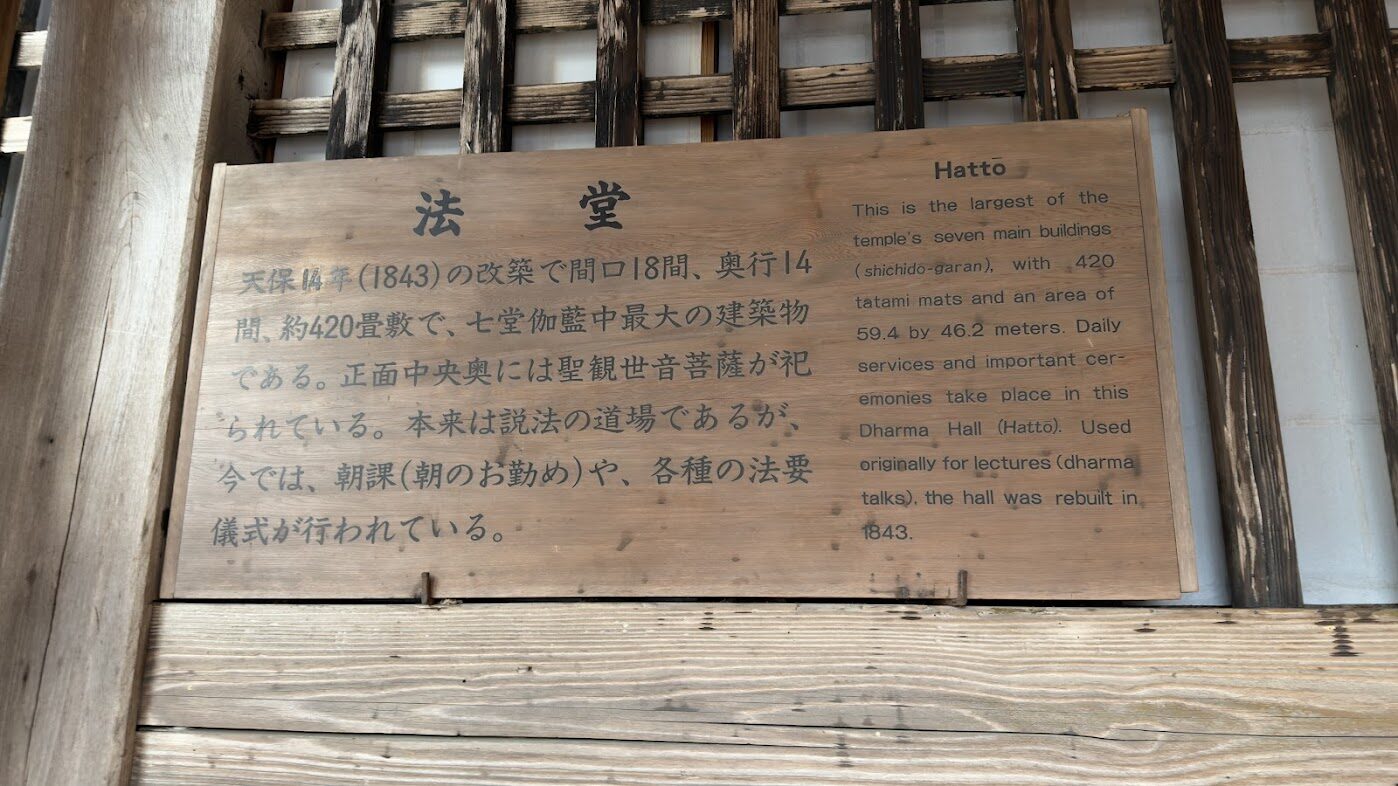 法堂
天保14年(1843)の改築で間口18間、奥行14
間、約420畳敷で、七堂伽藍中最大の建築物
である。正面中央奥には聖観世音菩薩が祀
られている。本来は説法の道場であるが、
今では、朝課(朝のお勤め)や、各種の法要
儀式が行われている。
Hattō
This is the largest of the
temple's seven main buildings
(shichido-garan), with 420
tatami mats and an area of
59.4 by 46.2 meters. Daily
services and important cer-
emonies take place in this
Dharma Hall (Hattō). Used
originally for lectures (dharma
talks), the hall was rebuilt in
1843.